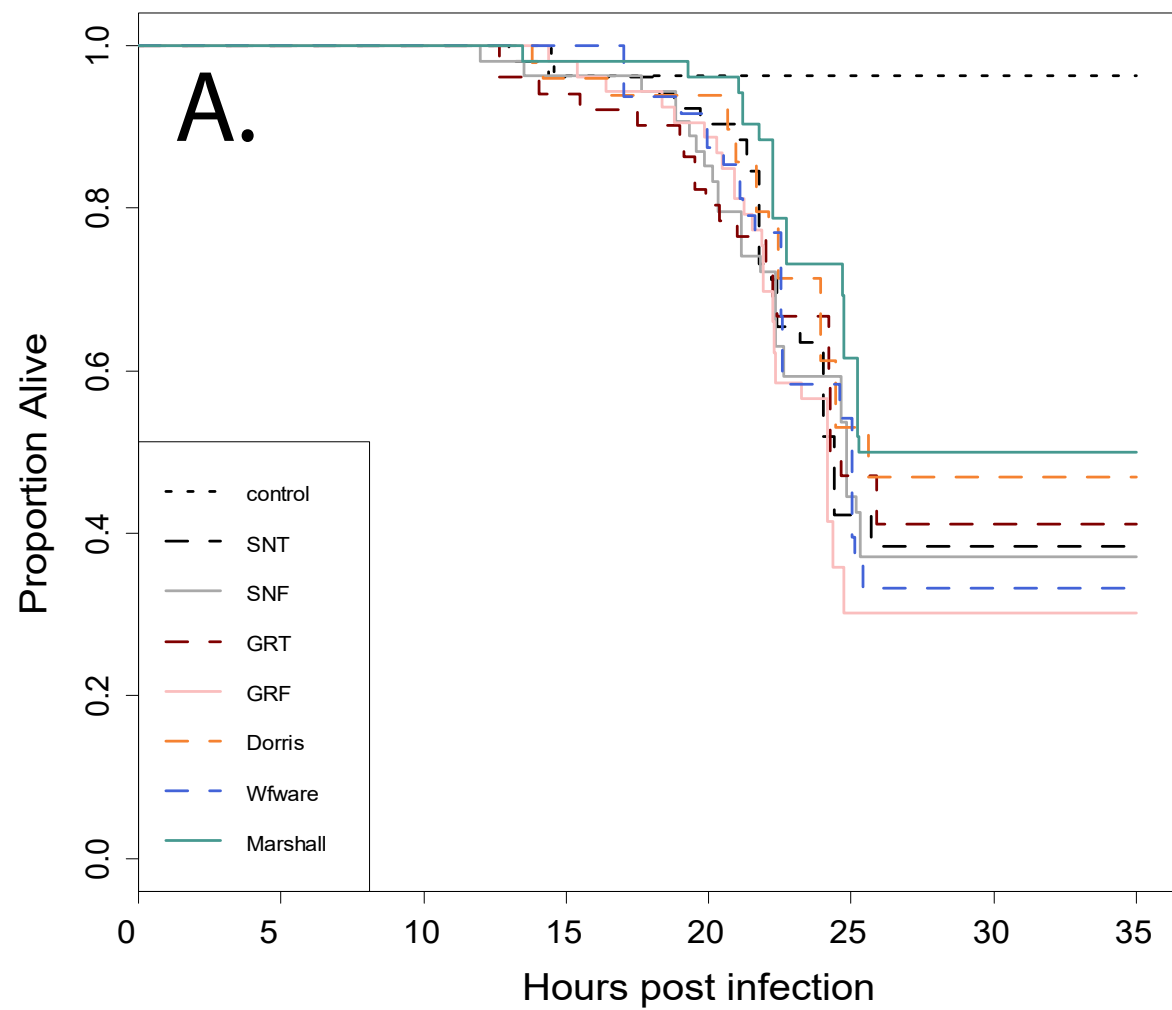 A.
Proportion Alive
1.0
0.8
0.6
0.4
0.2
0.0
control
SNT
SNF
GRT
GRF
Dorris
Wfware
Marshall
0 5 10 15 20 25 30 35
Hours post infection